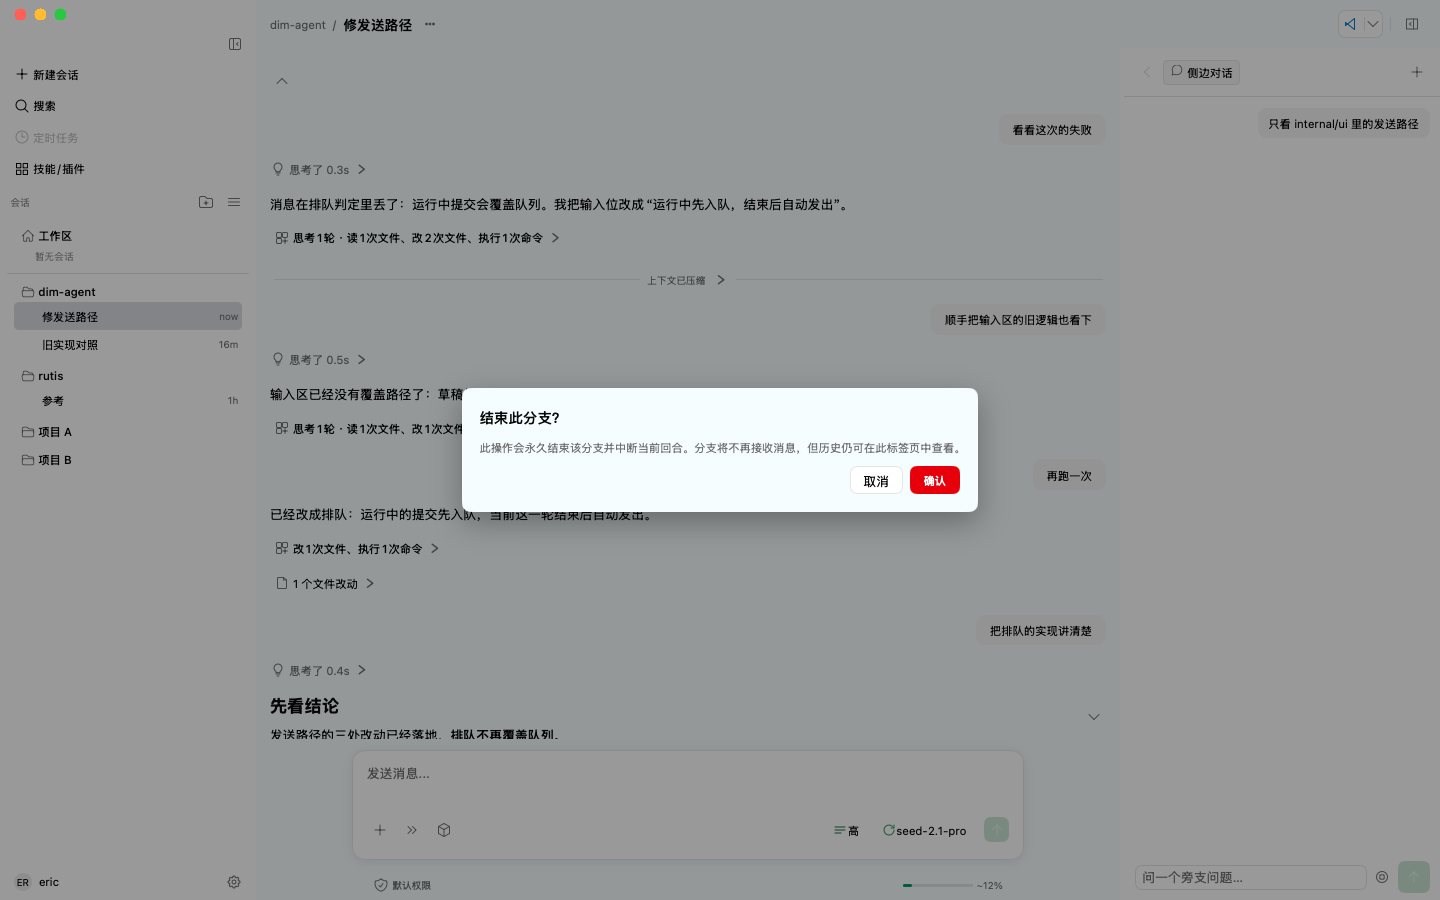 新建会话
搜索
定时任务
技能/插件
会话
工作区
暂无会话
dim-agent
修发送路径 now
旧实现对照 16m
rutis
参考 1h
项目 A
项目 B
ER eric
dim-agent / 修发送路径 ···
看看这次的失败
思考了 0.3s
消息在排队判定里丢了：运行中提交会覆盖队列。我把输入位改成“运行中先入队，结束后自动发出”。
思考1轮 · 读1次文件、改2次文件、执行1次命令
上下文已压缩
顺手把输入区的旧逻辑也看下
思考了 0.5s
输入区已经没有覆盖路径了：草稿
思考1轮 · 读1次文件、改1次文件
再跑一次
已经改成排队：运行中的提交先入队，当前这一轮结束后自动发出。
改1次文件、执行1次命令
1 个文件改动
把排队的实现讲清楚
思考了 0.4s
先看结论
发送路径的三处改动已经落地，排队不再覆盖队列。
发送消息...
高
seed-2.1-pro
默认权限
~12%
结束此分支？
此操作会永久结束该分支并中断当前回合。分支将不再接收消息，但历史仍可在此标签页中查看。
取消
确认
侧边对话
只看 internal/ui 里的发送路径
问一个旁支问题...